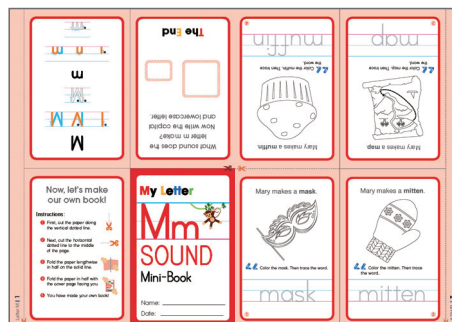 M
M M M
m
m m m
What sound does the
letter m make?
Now write the capital
and lowercase letter.
The End
Mary makes a muffin.
Color the muffin. Then trace
the word.
muffin
Mary makes a map.
Color the map. Then trace
the word.
map
Now, let's make
our own book!
Instructions:
1 First, cut the paper along
the vertical dotted line.
2 Next, cut the horizontal
dotted line to the middle
of the page.
3 Fold the paper lengthwise
in half on the solid line.
4 Fold the paper in half with
the cover page facing you.
5 You have made your own book!
My Letter
Mm
SOUND
Mini-Book
Name:
Date:
Mary makes a mask.
Color the mask. Then trace the word.
mask
Mary makes a mitten.
Color the mitten. Then trace
the word.
mitten